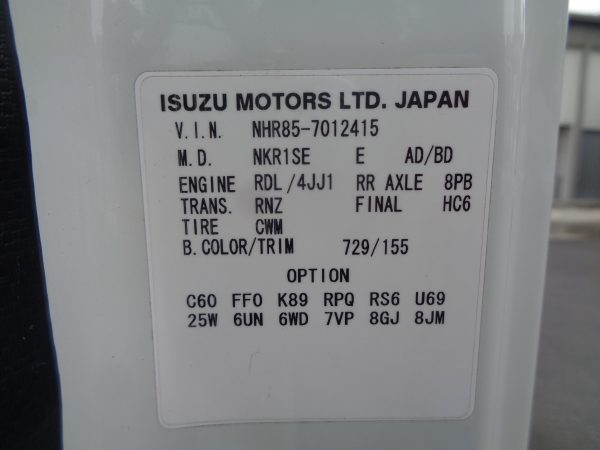 ISUZU MOTORS LTD. JAPAN
V.I.N. NHR85-7012415
M.D. NKR1SE E AD/BD
ENGINE RDL/4JJ1 RR AXLE 8PB
TRANS. RNZ FINAL HC6
TIRE CWM
B.COLOR/TRIM 729/155
OPTION
C60 FF0 K89 RPQ RS6 U69
25W 6UN 6WD 7VP 8GJ 8JM